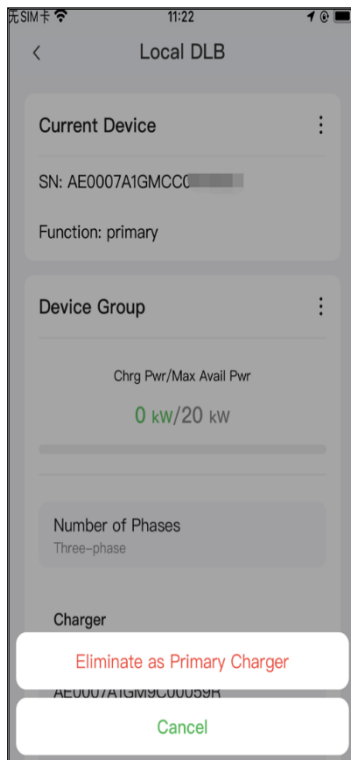 无SIM卡 11:22
Local DLB
Current Device
SN: AE0007A1GMCC0
Function: primary
Device Group
Chrg Pwr/Max Avail Pwr
0 kW/20 kW
Number of Phases
Three-phase
Charger
Eliminate as Primary Charger
AE0007A1GM9C00059R
Cancel